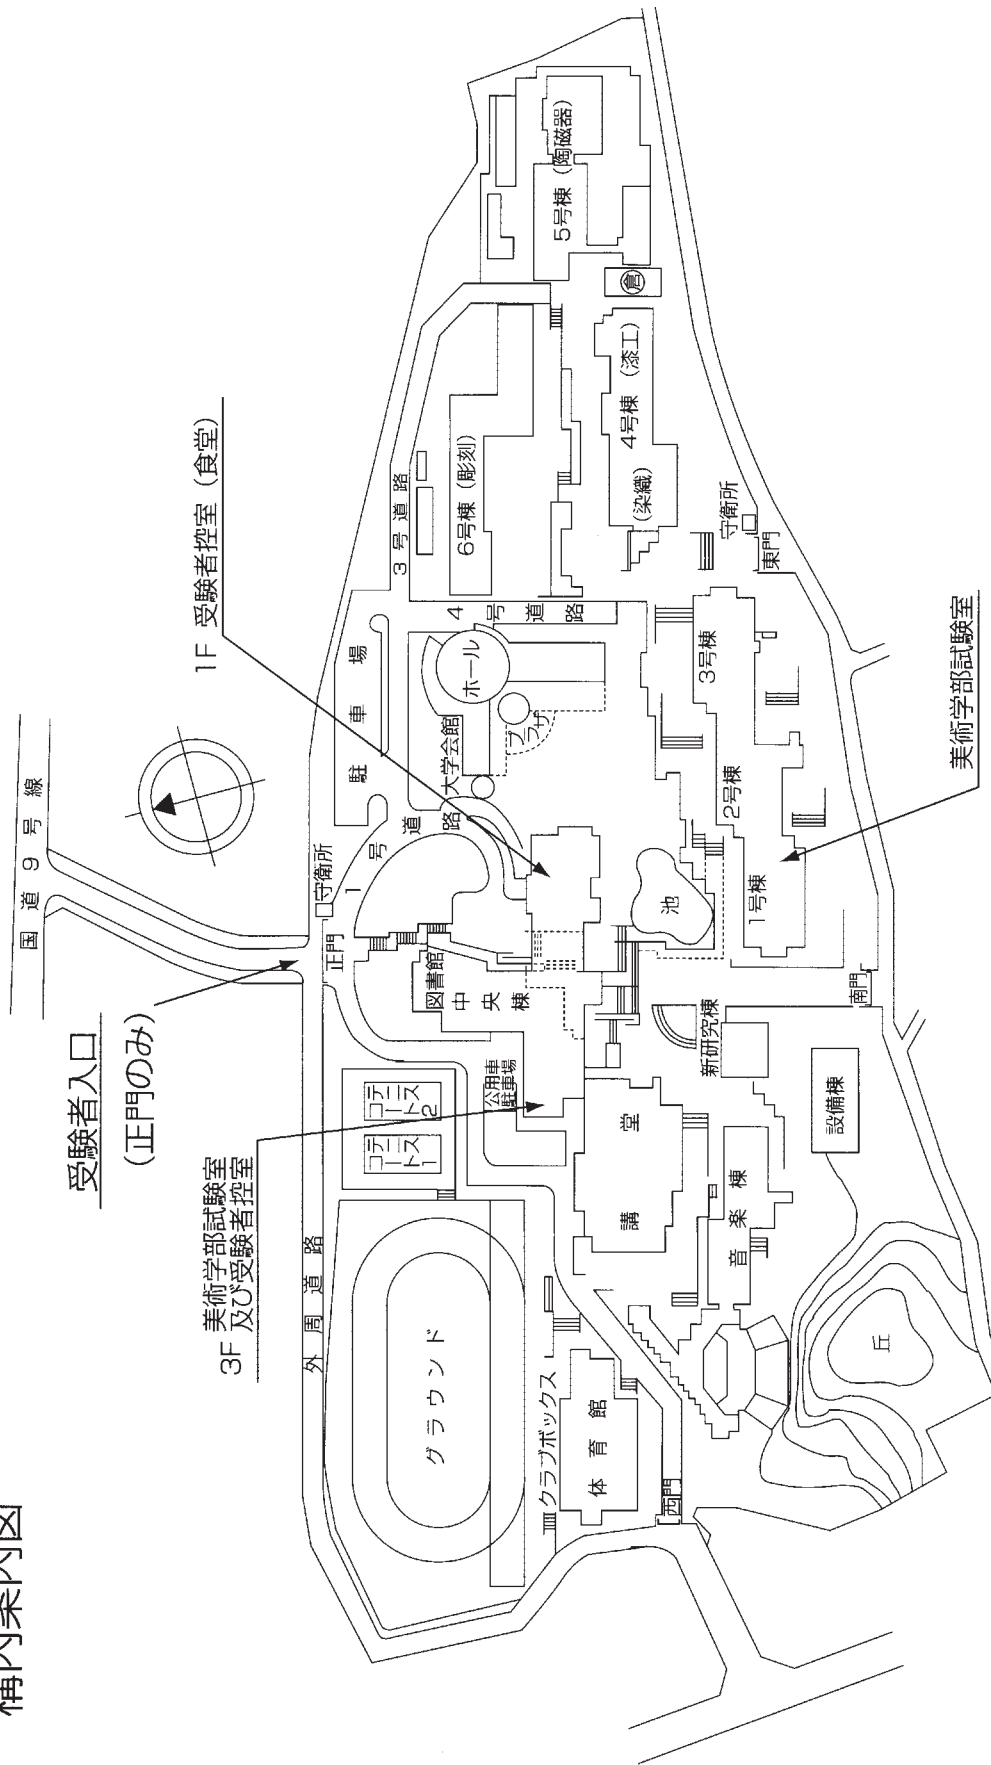 構内案内図
国道9号線
受験者入口
(正門のみ)
1F 受験者控室（食堂）
3F 美術学部試験室
及び受験者控室
美術学部試験室
外周道路
正門
守衛所
駐車場
1号道路
3号道路
4号道路
グラウンド
テニス
コート1
テニス
コート2
公用車
駐車場
図書館
中央棟
大学会館
ホール
プラザ
6号棟（彫刻）
5号棟（陶磁器）
倉
4号棟（漆工）
（染織）
守衛所
東門
3号棟
2号棟
1号棟
池
南門
新研究棟
設備棟
講堂
音楽棟
クラブボックス
体育館
西門
丘